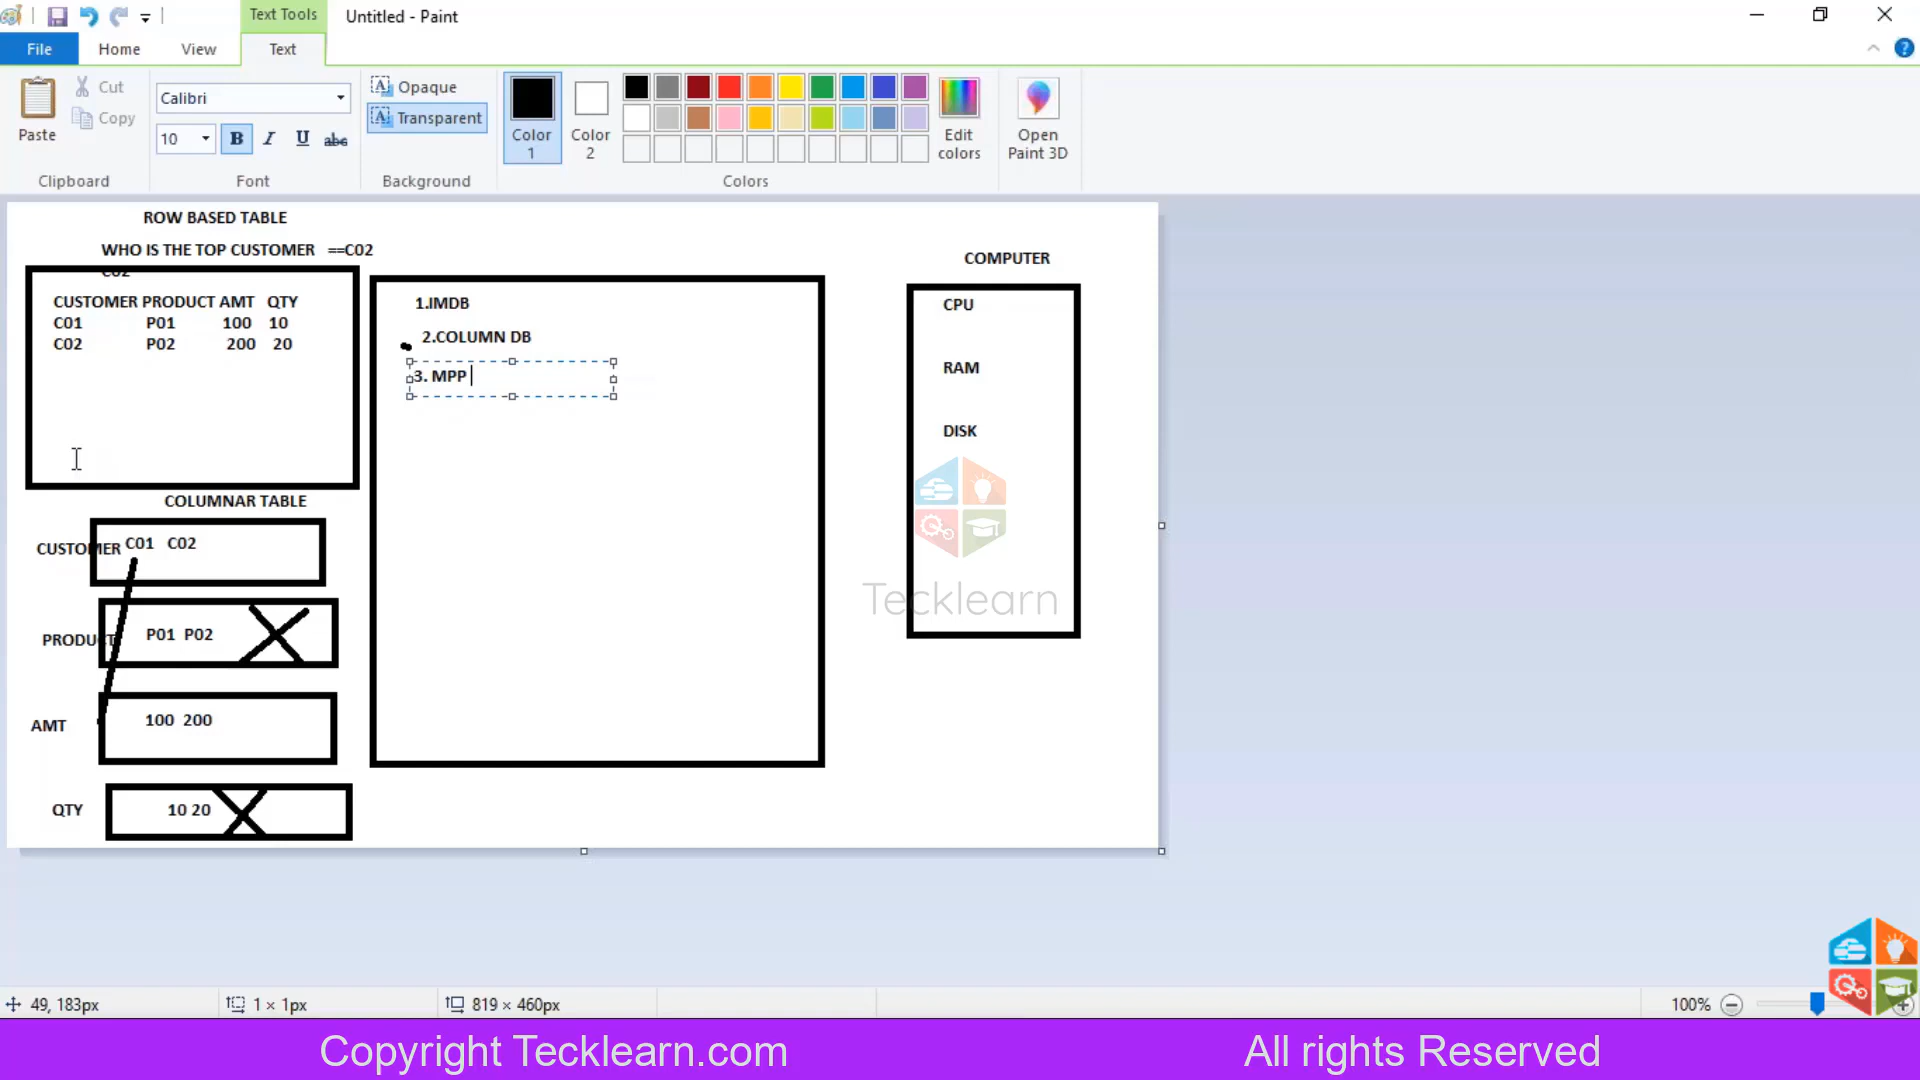 Text Tools
Untitled - Paint
File
Home
View
Text
Paste
Cut
Copy
Clipboard
Calibri
10
B
I
U
abc
Font
Opaque
Transparent
Background
Color
1
Color
2
Edit
colors
Colors
Open
Paint 3D
ROW BASED TABLE
WHO IS THE TOP CUSTOMER ==C02
C02
CUSTOMER PRODUCT AMT QTY
C01 P01 100 10
C02 P02 200 20
COLUMNAR TABLE
CUSTOMER C01 C02
PRODUCT P01 P02
AMT 100 200
QTY 10 20
1.IMDB
2.COLUMN DB
3. MPP
COMPUTER
CPU
RAM
DISK
Tecklearn
49, 183px
1 × 1px
819 × 460px
100%
Copyright Tecklearn.com
All rights Reserved